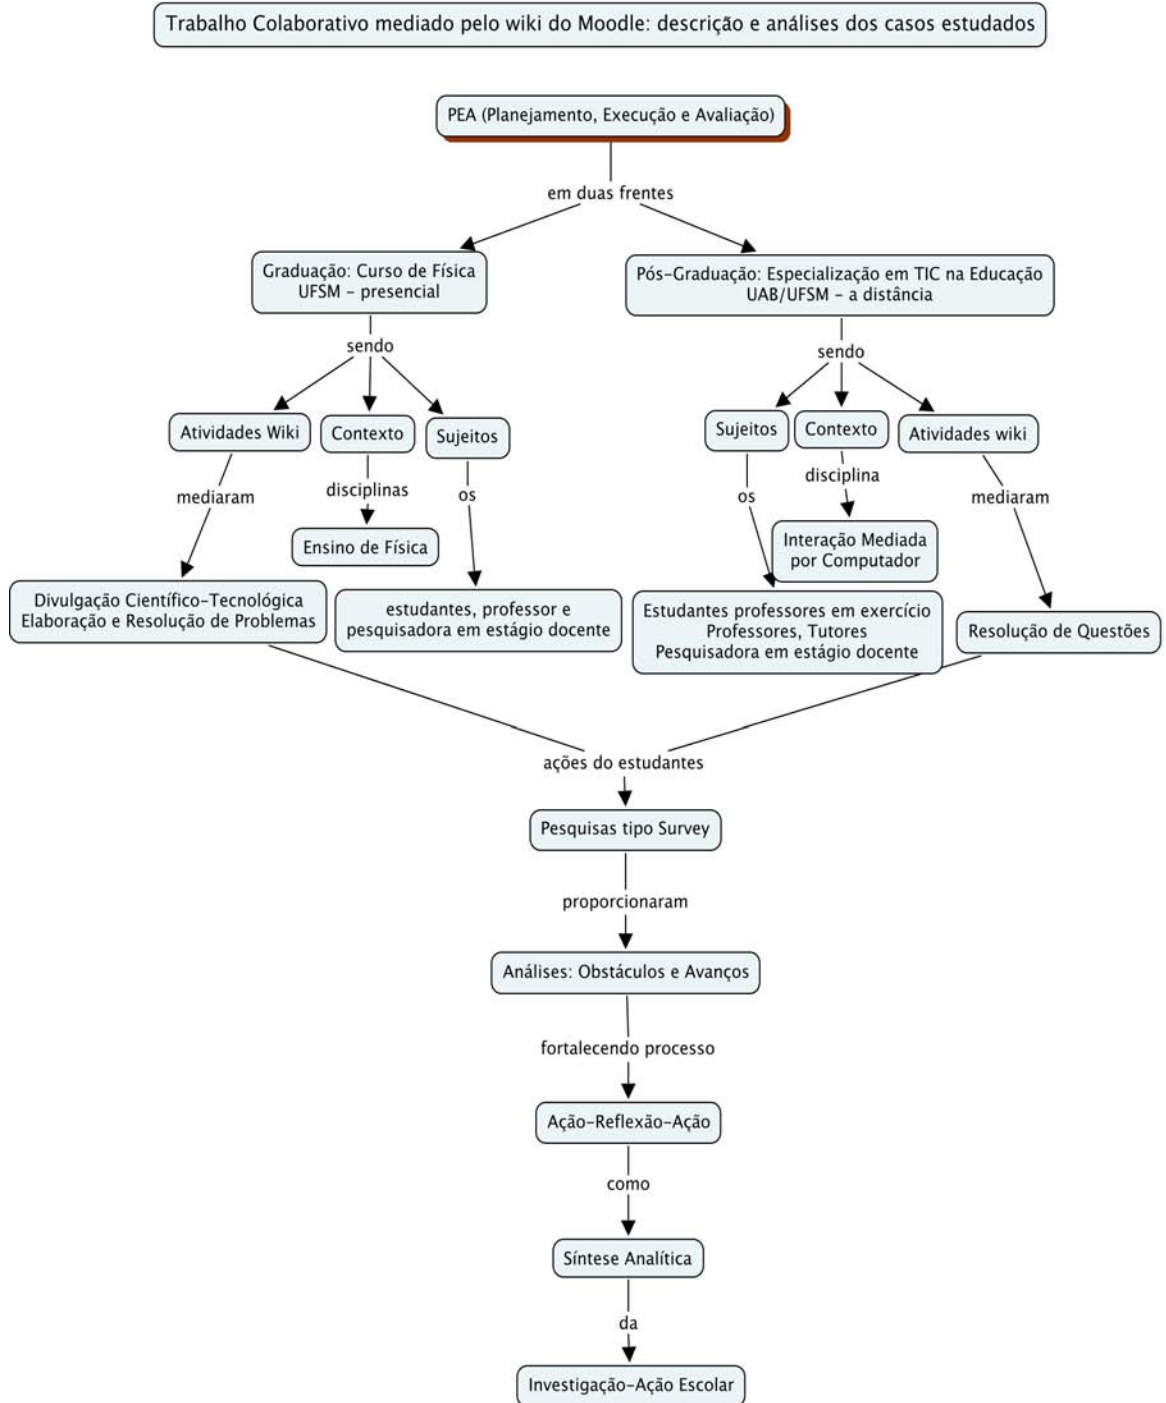 Trabalho Colaborativo mediado pelo wiki do Moodle: descrição e análises dos casos estudados
PEA (Planejamento, Execução e Avaliação)
em duas frentes
Graduação: Curso de Física
UFSM – presencial
Pós-Graduação: Especialização em TIC na Educação
UAB/UFSM – a distância
sendo
sendo
Atividades Wiki
Contexto
Sujeitos
Sujeitos
Contexto
Atividades wiki
mediaram
disciplinas
os
os
disciplina
mediaram
Ensino de Física
Interação Mediada
por Computador
Divulgação Científico-Tecnológica
Elaboração e Resolução de Problemas
estudantes, professor e
pesquisadora em estágio docente
Estudantes professores em exercício
Professores, Tutores
Pesquisadora em estágio docente
Resolução de Questões
ações do estudantes
Pesquisas tipo Survey
proporcionaram
Análises: Obstáculos e Avanços
fortalecendo processo
Ação-Reflexão-Ação
como
Síntese Analítica
da
Investigação-Ação Escolar